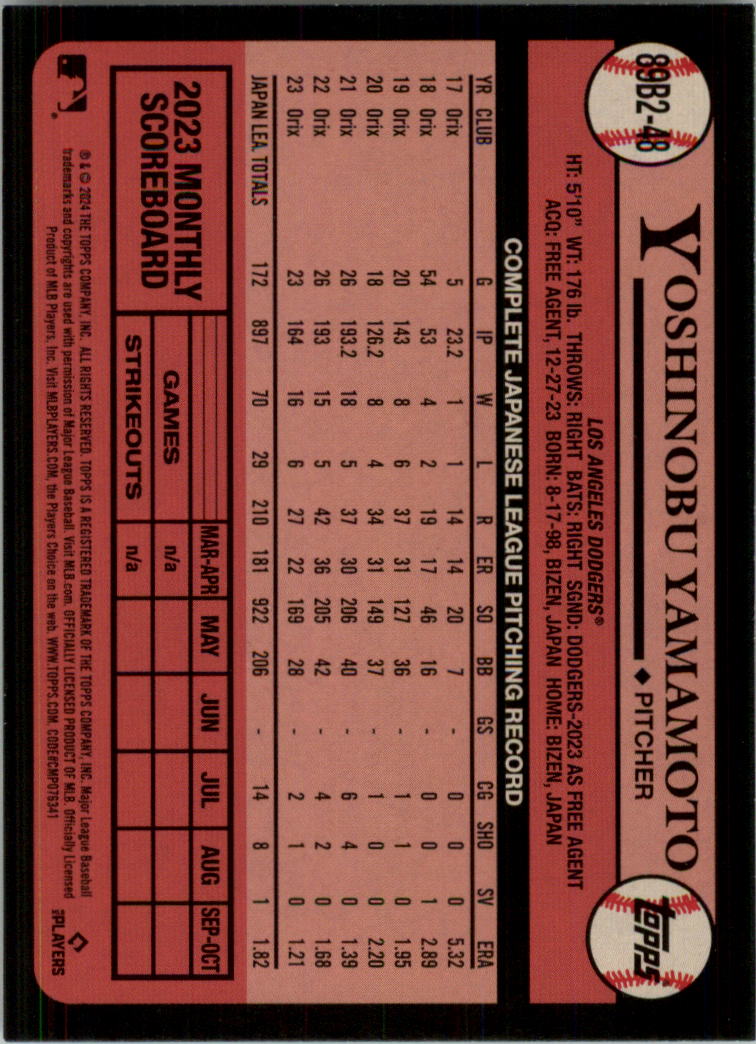 89B2-48
YOSHINOBU YAMAMOTO
◆ PITCHER
topps®
LOS ANGELES DODGERS®
HT: 5'10" WT: 176 lb. THROWS: RIGHT BATS: RIGHT SGND: DODGERS-2023 AS FREE AGENT
ACQ: FREE AGENT, 12-27-23 BORN: 8-17-98, BIZEN, JAPAN HOME: BIZEN, JAPAN
COMPLETE JAPANESE LEAGUE PITCHING RECORD
YR CLUB G IP W L R ER SO BB GS CG SHO SV ERA
17 Orix 5 23.2 1 1 14 14 20 7 - 0 0 0 5.32
18 Orix 54 53 4 2 19 17 46 16 - 0 0 1 2.89
19 Orix 20 143 8 6 37 31 127 36 - 1 1 0 1.95
20 Orix 18 126.2 8 4 34 31 149 37 - 1 0 0 2.20
21 Orix 26 193.2 18 5 37 30 206 40 - 6 4 0 1.39
22 Orix 26 193 15 5 42 36 205 42 - 4 2 0 1.68
23 Orix 23 164 16 6 27 22 169 28 - 2 1 0 1.21
JAPAN LEA. TOTALS 172 897 70 29 210 181 922 206 - 14 8 1 1.82
2023 MONTHLY
SCOREBOARD
MAR-APR MAY JUN JUL AUG SEP-OCT
GAMES n/a
STRIKEOUTS n/a
® & © 2024 THE TOPPS COMPANY, INC. ALL RIGHTS RESERVED. TOPPS IS A REGISTERED TRADEMARK OF THE TOPPS COMPANY, INC. Major League Baseball
trademarks and copyrights are used with permission of Major League Baseball. Visit MLB.com. OFFICIALLY LICENSED PRODUCT OF MLB. Officially Licensed
Product of MLB Players, Inc. Visit MLBPLAYERS.COM, the Players Choice on the web. WWW.TOPPS.COM. CODE#CMP076341
MLB PLAYERS